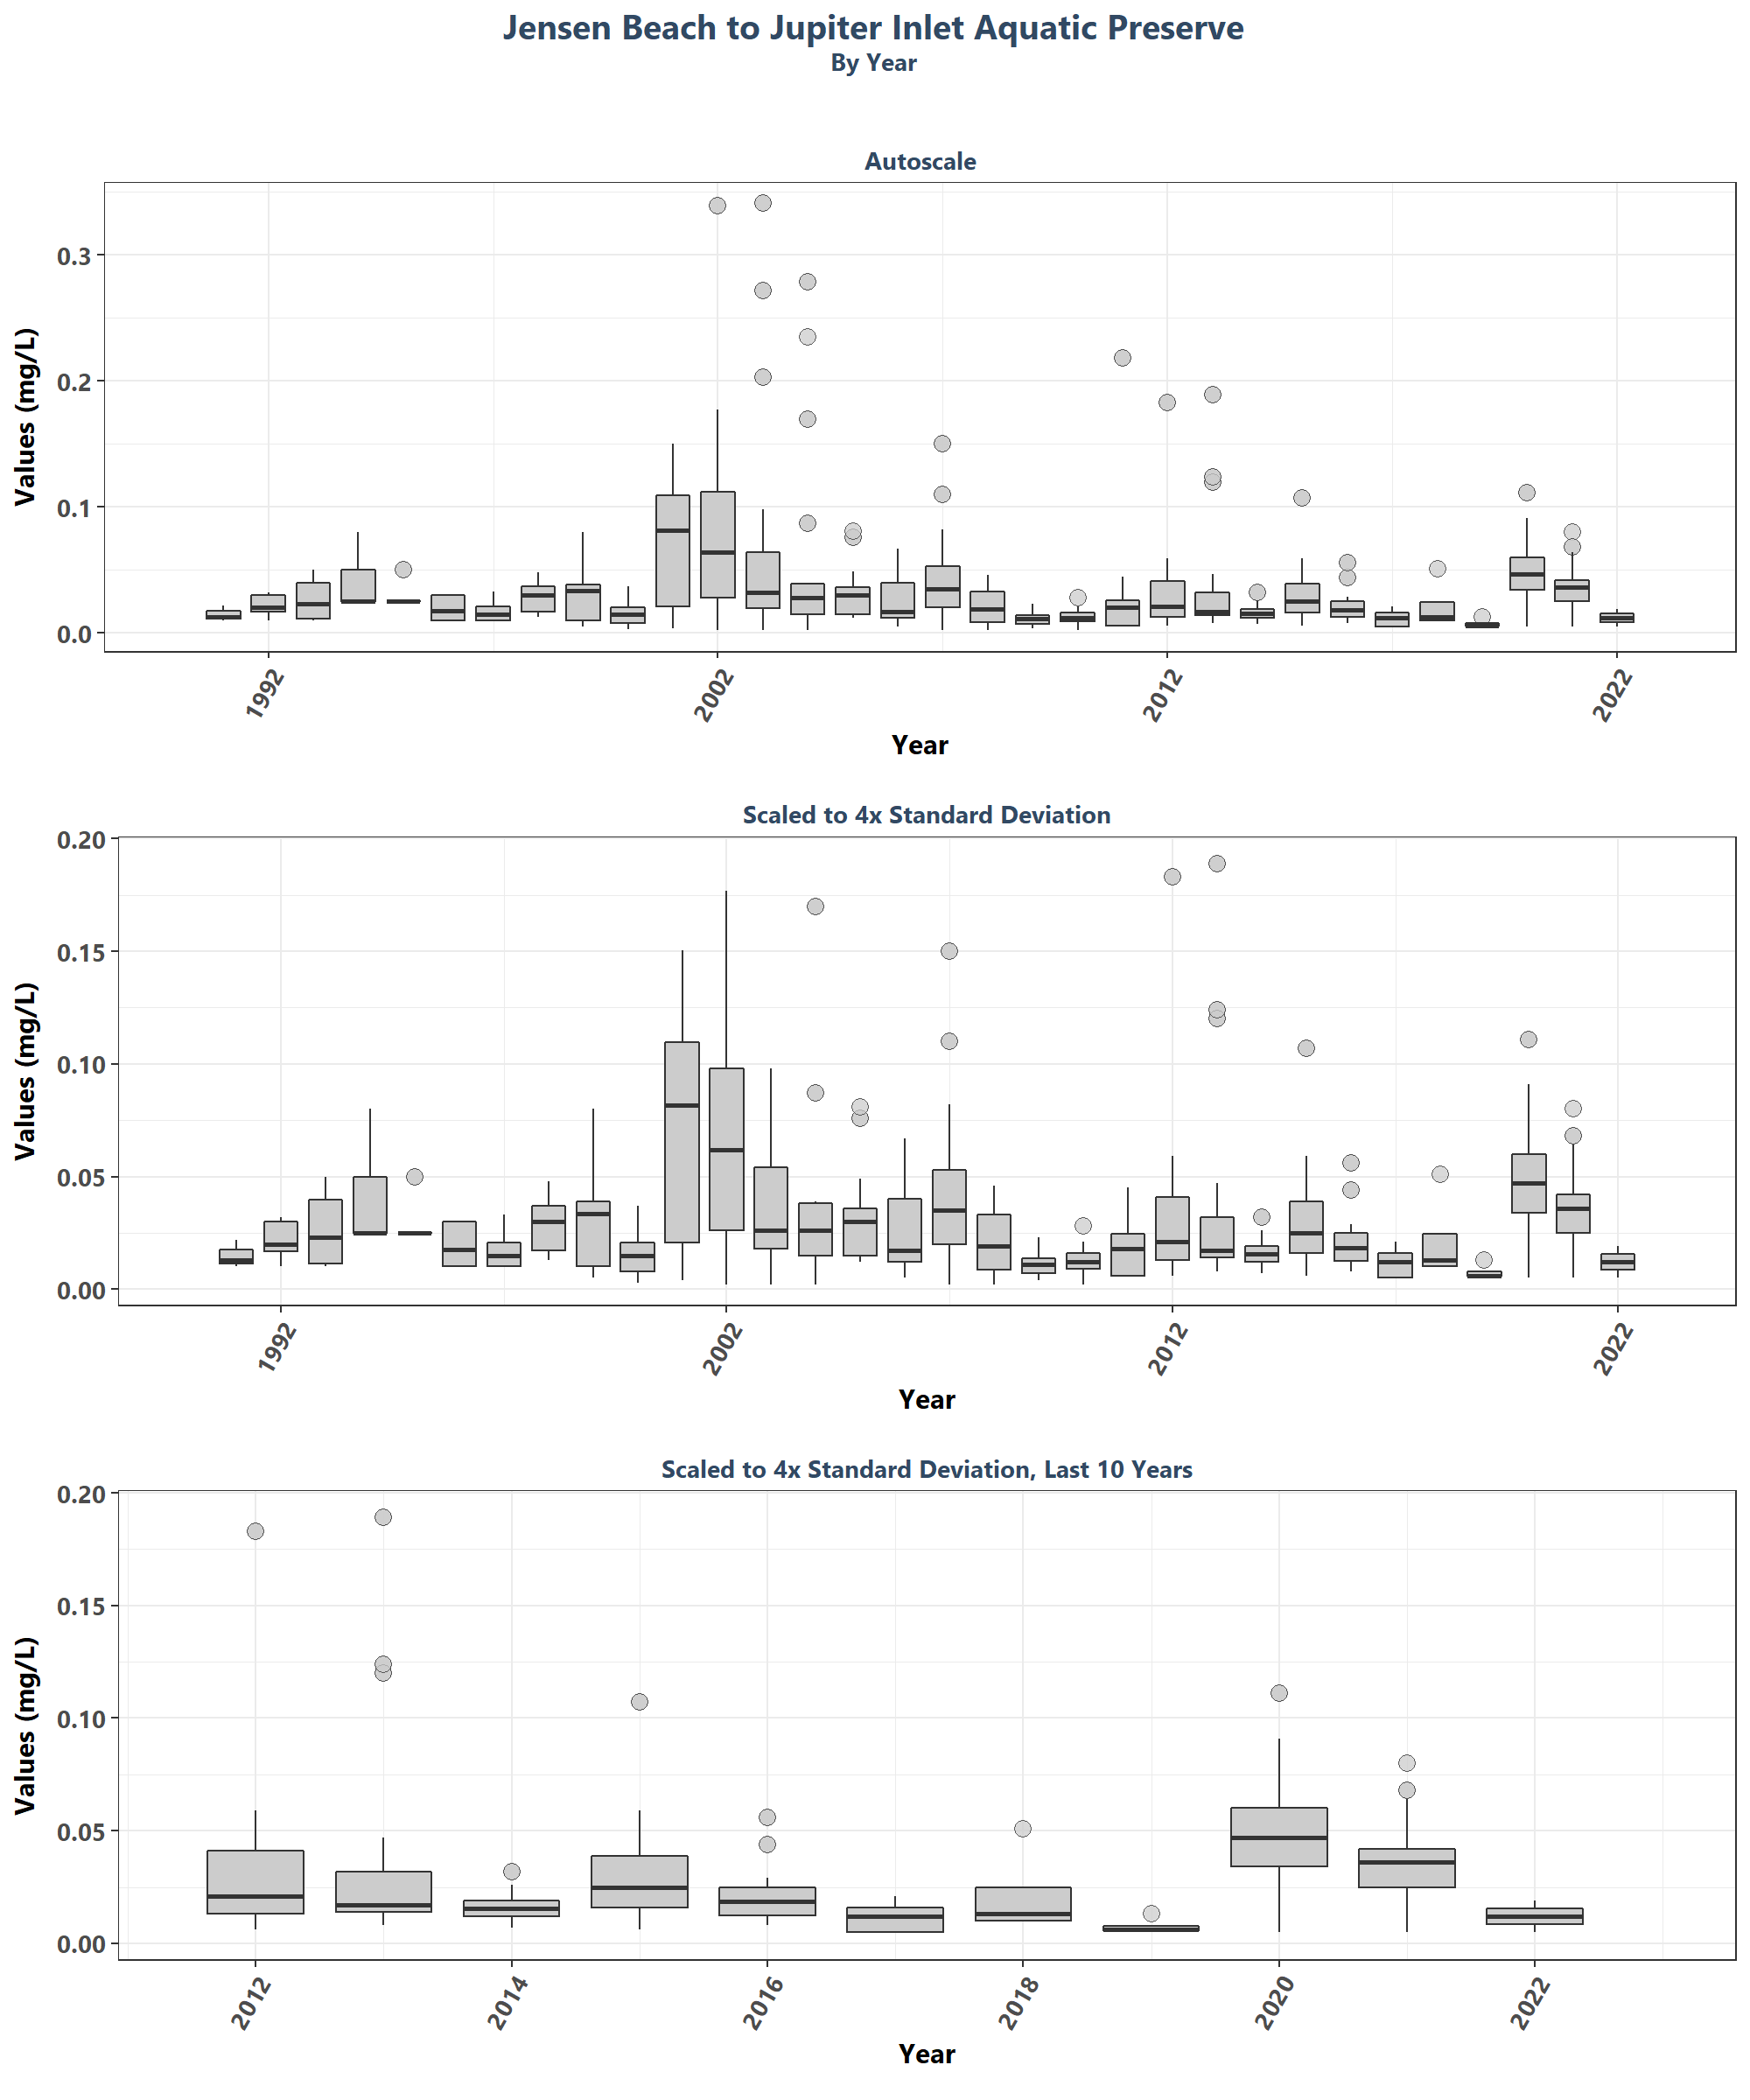 Jensen Beach to Jupiter Inlet Aquatic Preserve
By Year
Autoscale
Values (mg/L)
0.3
0.2
0.1
0.0
1992
2002
2012
2022
Year
Scaled to 4x Standard Deviation
Values (mg/L)
0.20
0.15
0.10
0.05
0.00
1992
2002
2012
2022
Year
Scaled to 4x Standard Deviation, Last 10 Years
Values (mg/L)
0.20
0.15
0.10
0.05
0.00
2012
2014
2016
2018
2020
2022
Year